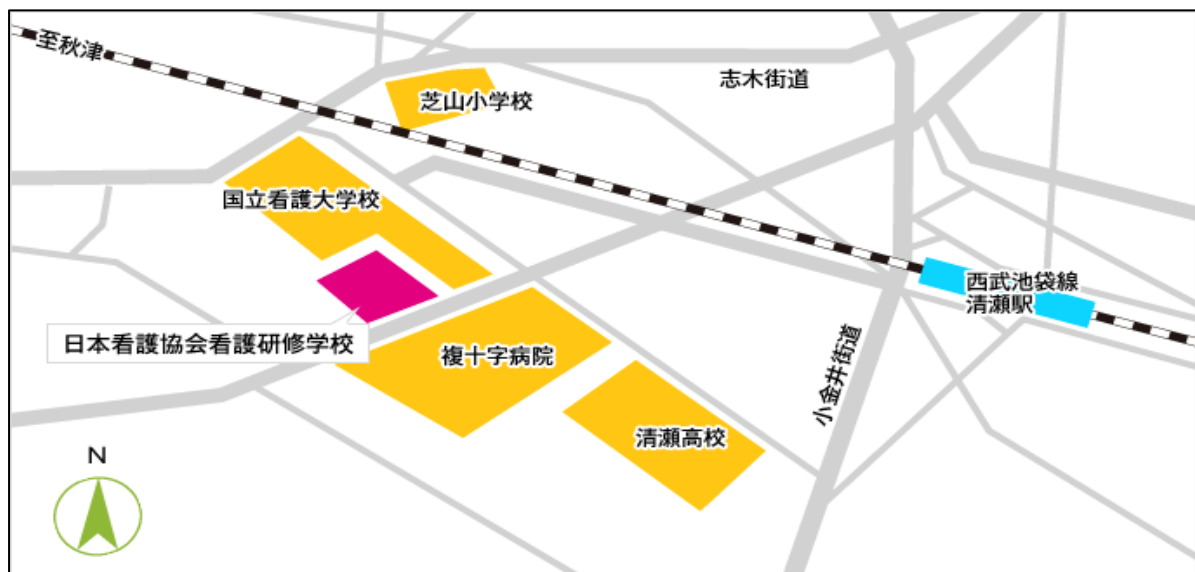 至秋津
志木街道
芝山小学校
国立看護大学校
西武池袋線
清瀬駅
日本看護協会看護研修学校
複十字病院
小金井街道
清瀬高校
N